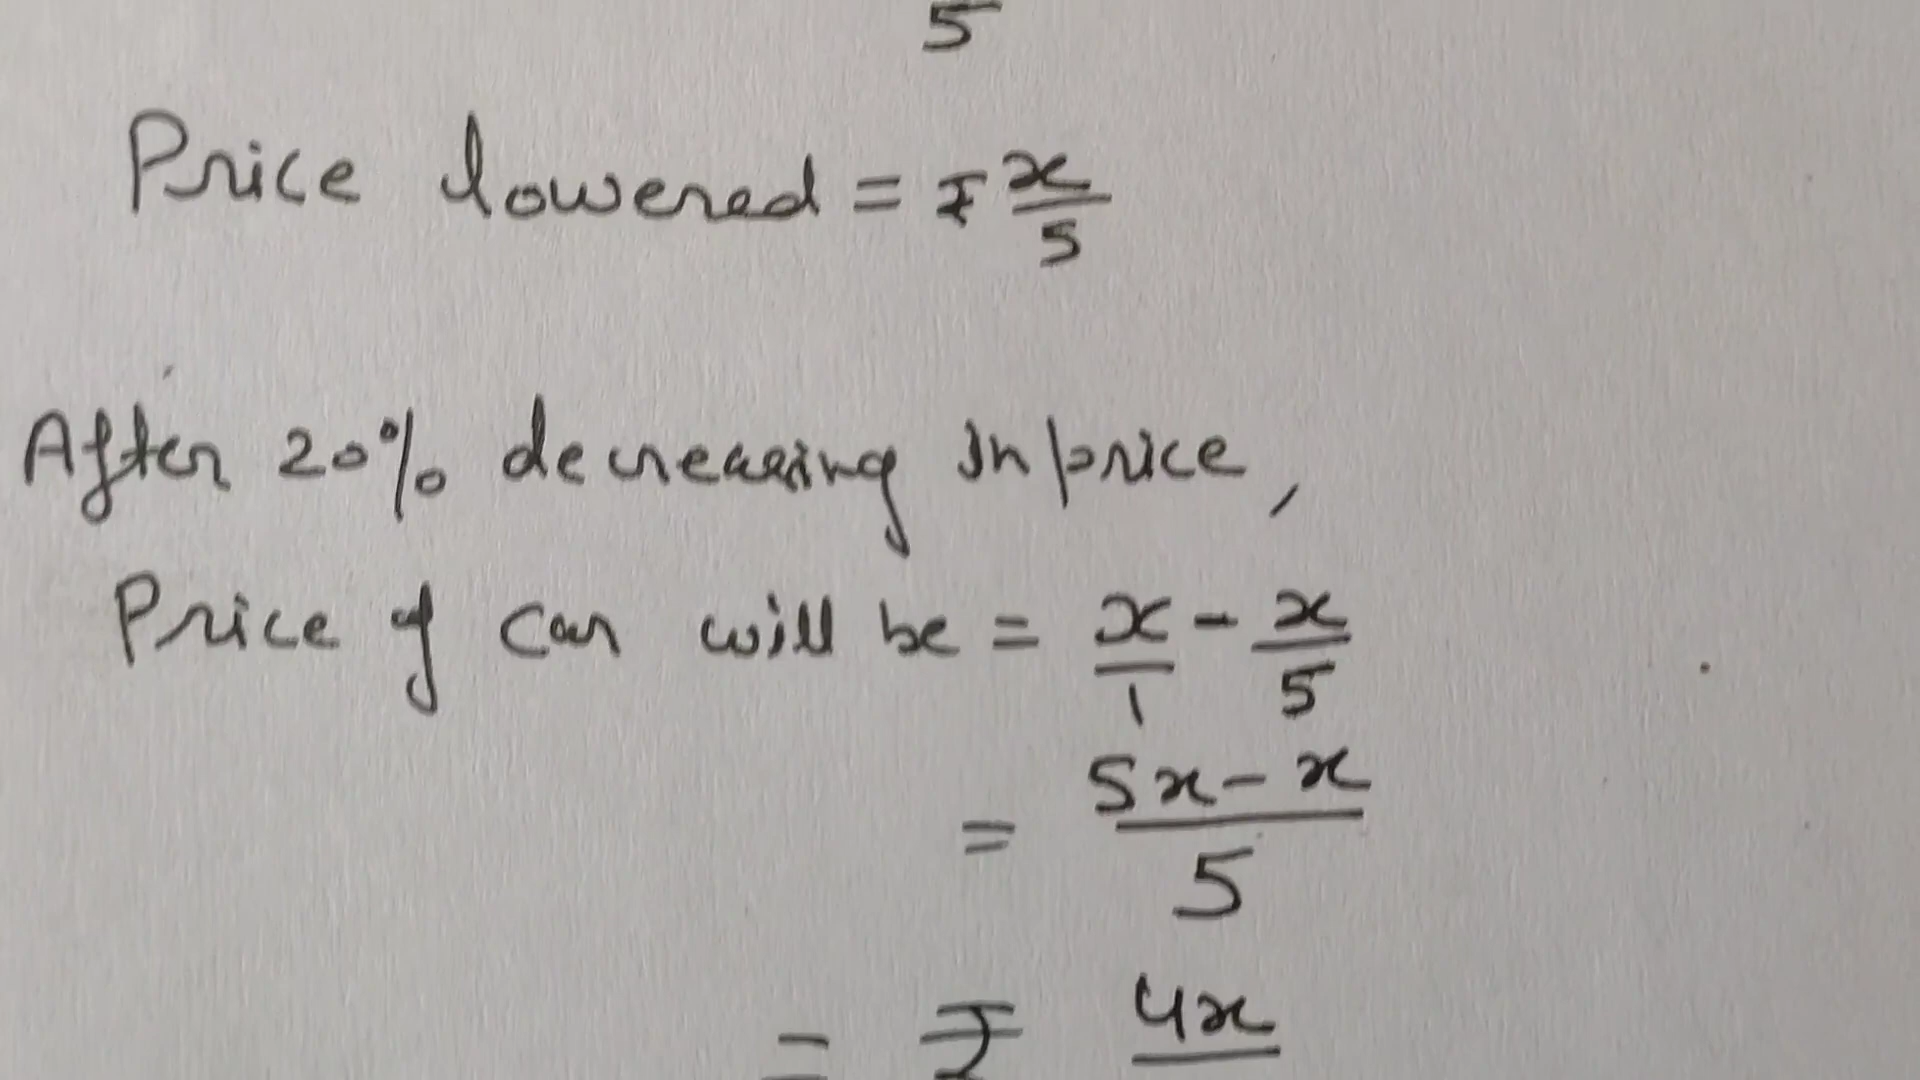 5
Price lowered = ₹ x/5
After 20% decreasing in price,
Price of car will be = x/1 - x/5
= 5x - x / 5
= ₹ 4x